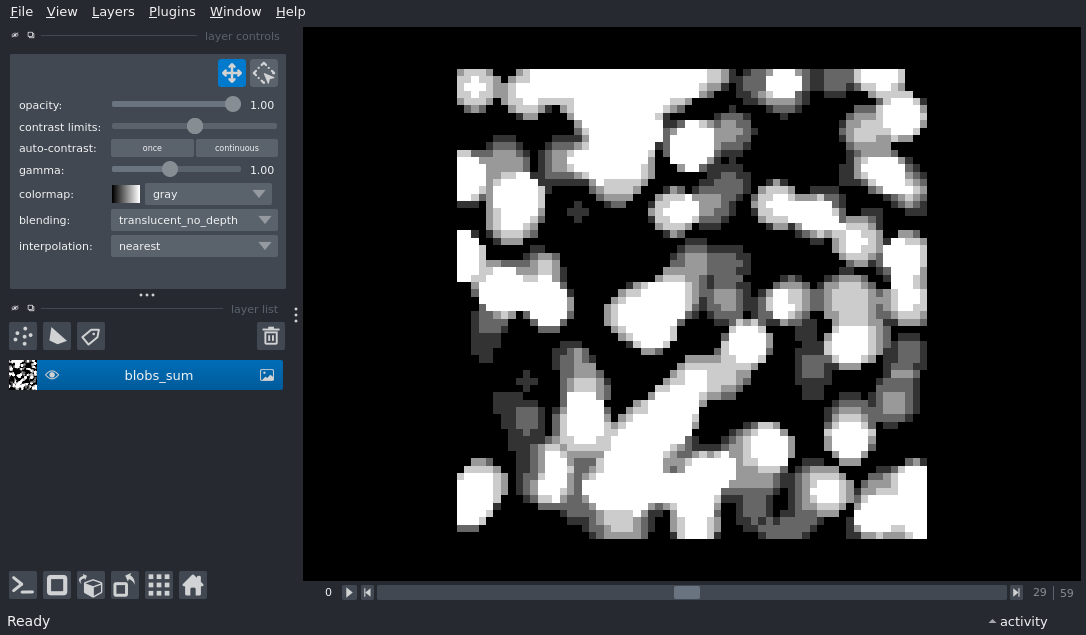 File View Layers Plugins Window Help
layer controls
opacity: 1.00
contrast limits:
auto-contrast: once continuous
gamma: 1.00
colormap: gray
blending: translucent_no_depth
interpolation: nearest
layer list
blobs_sum
0 29 59
Ready activity